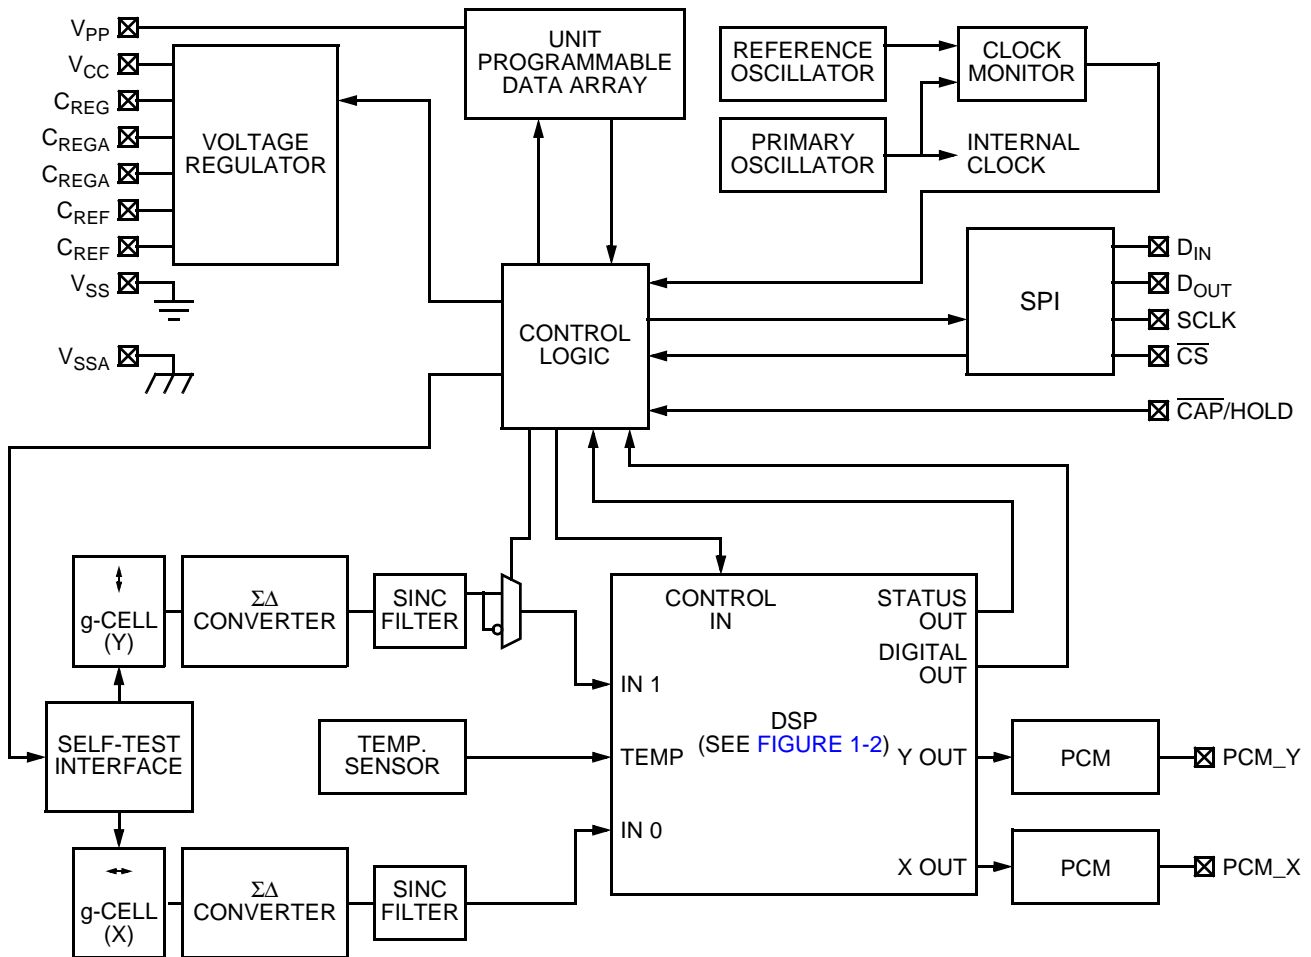 VPP
VCC
CREG
CREGA
CREGA
CREF
CREF
VSS
VSSA
VOLTAGE
REGULATOR
UNIT
PROGRAMMABLE
DATA ARRAY
REFERENCE
OSCILLATOR
CLOCK
MONITOR
PRIMARY
OSCILLATOR
INTERNAL
CLOCK
CONTROL
LOGIC
SPI
DIN
DOUT
SCLK
C̅S̅
C̅A̅P̅/HOLD
g-CELL
(Y)
ΣΔ
CONVERTER
SINC
FILTER
SELF-TEST
INTERFACE
TEMP.
SENSOR
g-CELL
(X)
ΣΔ
CONVERTER
SINC
FILTER
CONTROL
IN
STATUS
OUT
DIGITAL
OUT
IN 1
DSP
(SEE FIGURE 1-2)
TEMP
Y OUT
IN 0
X OUT
PCM
PCM_Y
PCM
PCM_X